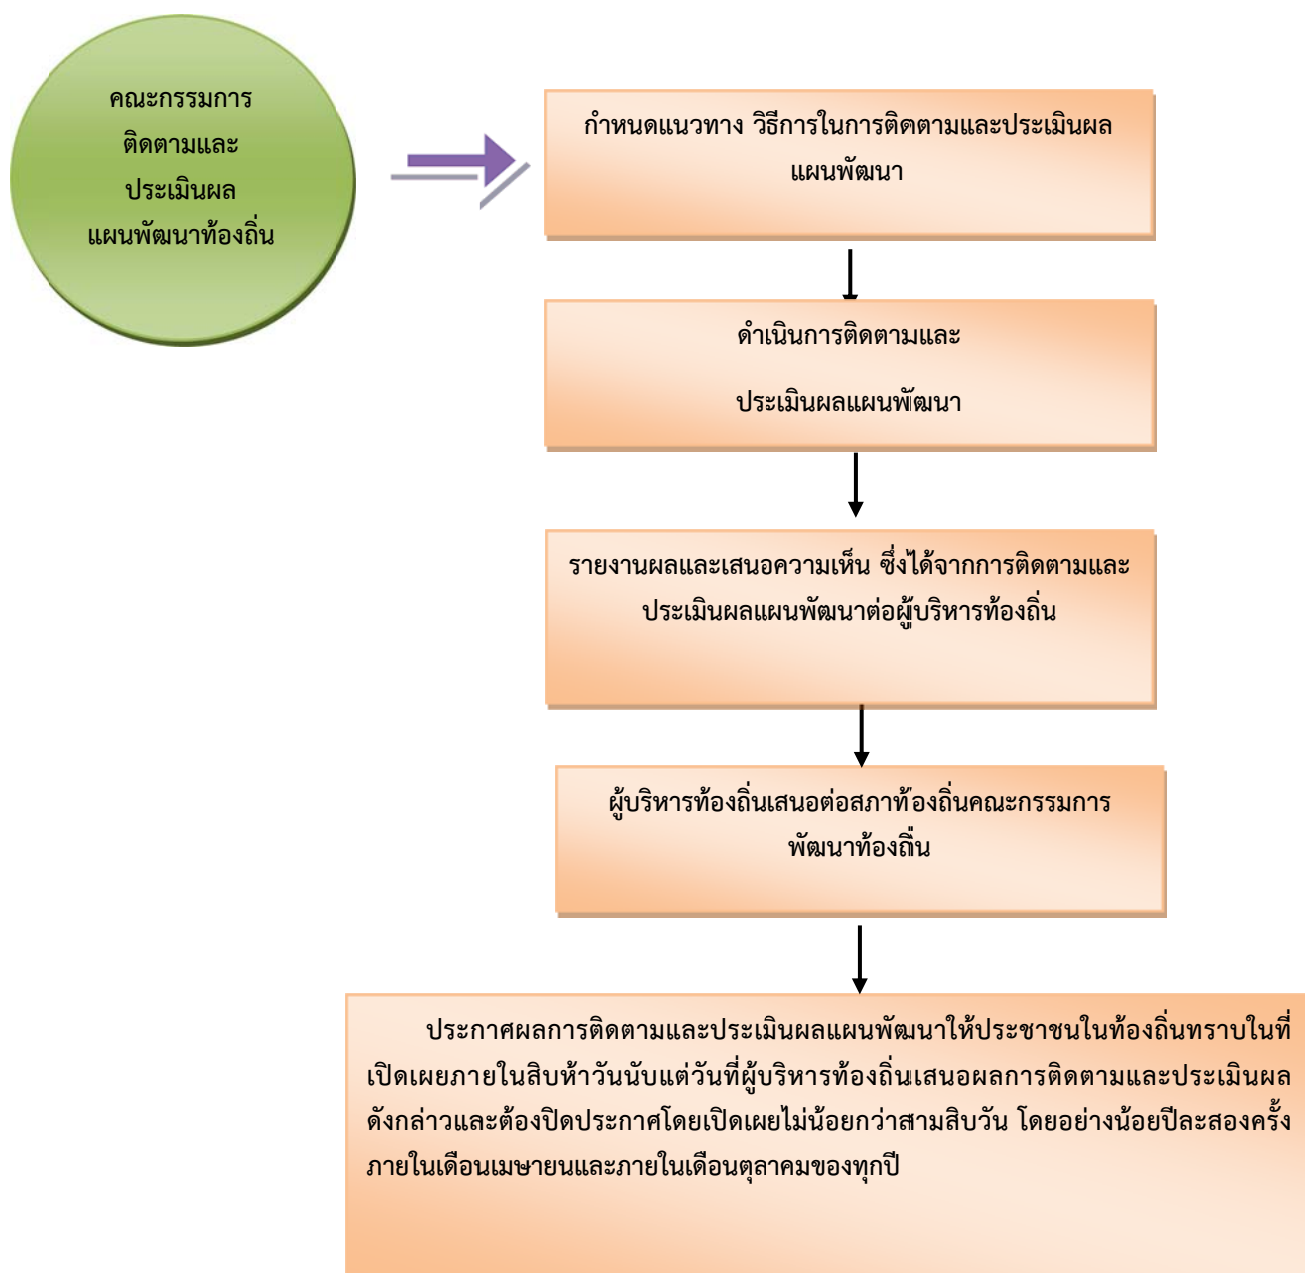 คณะกรรมการ
ติดตามและ
ประเมินผล
แผนพัฒนาท้องถิ่น
กำหนดแนวทาง วิธีการในการติดตามและประเมินผล
แผนพัฒนา
ดำเนินการติดตามและ
ประเมินผลแผนพัฒนา
รายงานผลและเสนอความเห็น ซึ่งได้จากการติดตามและ
ประเมินผลแผนพัฒนาต่อผู้บริหารท้องถิ่น
ผู้บริหารท้องถิ่นเสนอต่อสภาท้องถิ่นคณะกรรมการ
พัฒนาท้องถิ่น
ประกาศผลการติดตามและประเมินผลแผนพัฒนาให้ประชาชนในท้องถิ่นทราบในที่
เปิดเผยภายในสิบห้าวันนับแต่วันที่ผู้บริหารท้องถิ่นเสนอผลการติดตามและประเมินผล
ดังกล่าวและต้องปิดประกาศโดยเปิดเผยไม่น้อยกว่าสามสิบวัน โดยอย่างน้อยปีละสองครั้ง
ภายในเดือนเมษายนและภายในเดือนตุลาคมของทุกปี